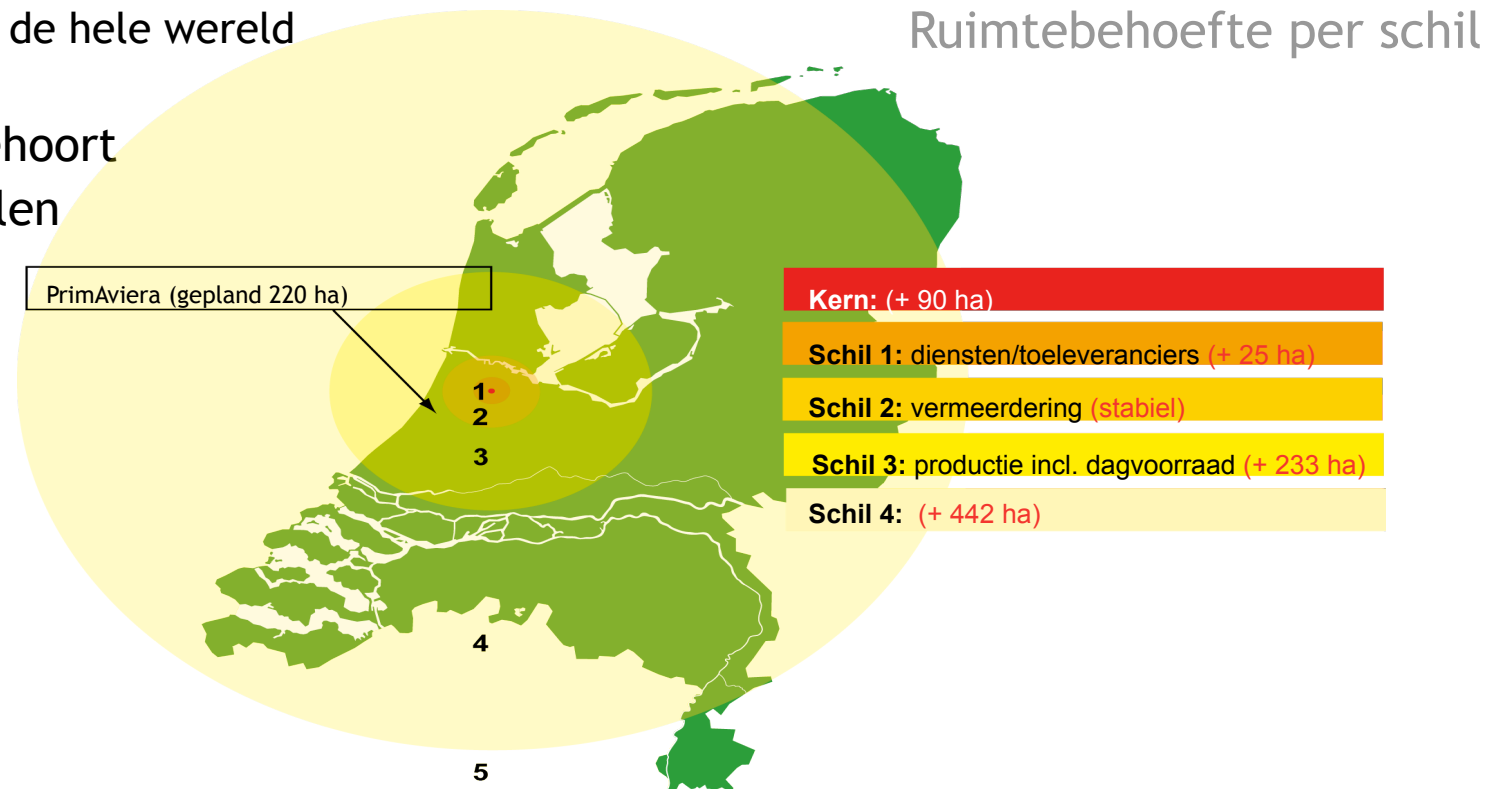 de hele wereld
Ruimtebehoefte per schil
hoort
len
PrimAviera (gepland 220 ha)
Kern: (+ 90 ha)
Schil 1: diensten/toeleveranciers (+ 25 ha)
Schil 2: vermeerdering (stabiel)
Schil 3: productie incl. dagvoorraad (+ 233 ha)
Schil 4: (+ 442 ha)
1
2
3
4
5